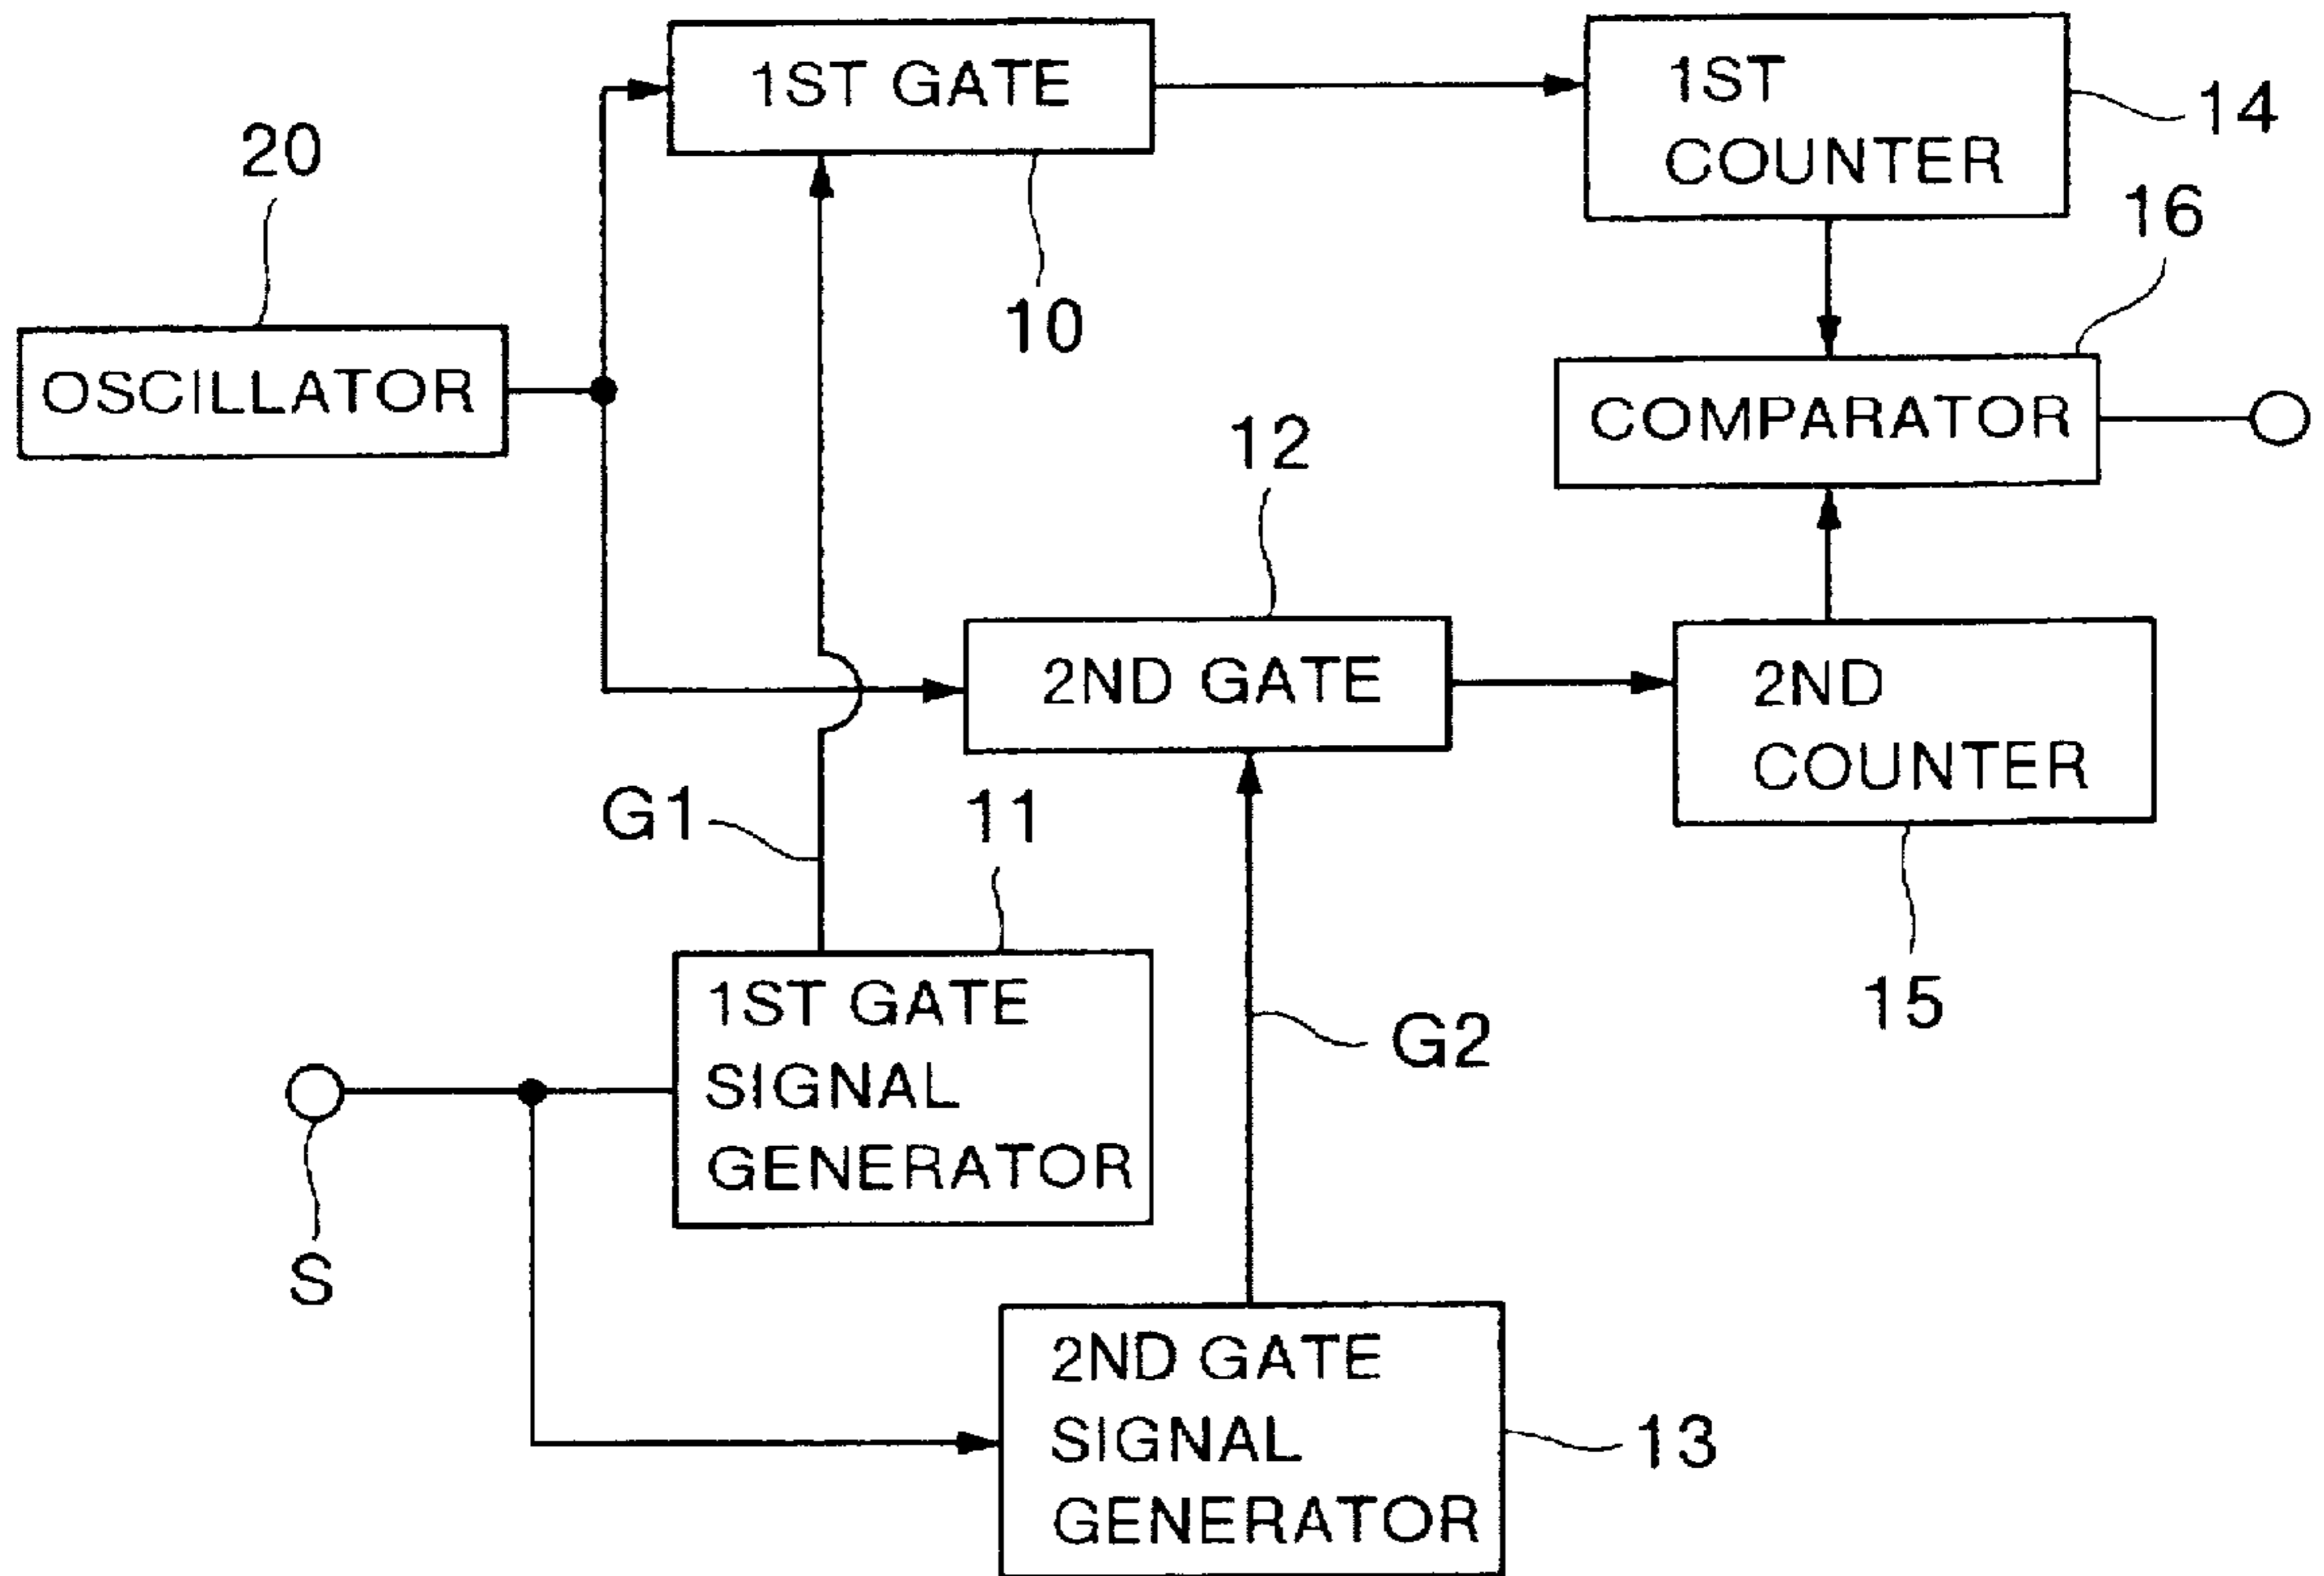 1ST GATE
1ST
COUNTER
14
20
16
10
OSCILLATOR
COMPARATOR
12
2ND GATE
2ND
COUNTER
G1
11
15
1ST GATE
SIGNAL
GENERATOR
G2
S
2ND GATE
SIGNAL
GENERATOR
13